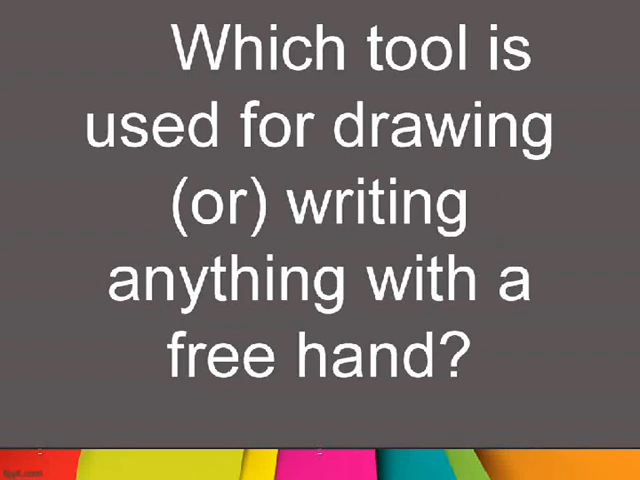 Which tool is
used for drawing
(or) writing
anything with a
free hand?